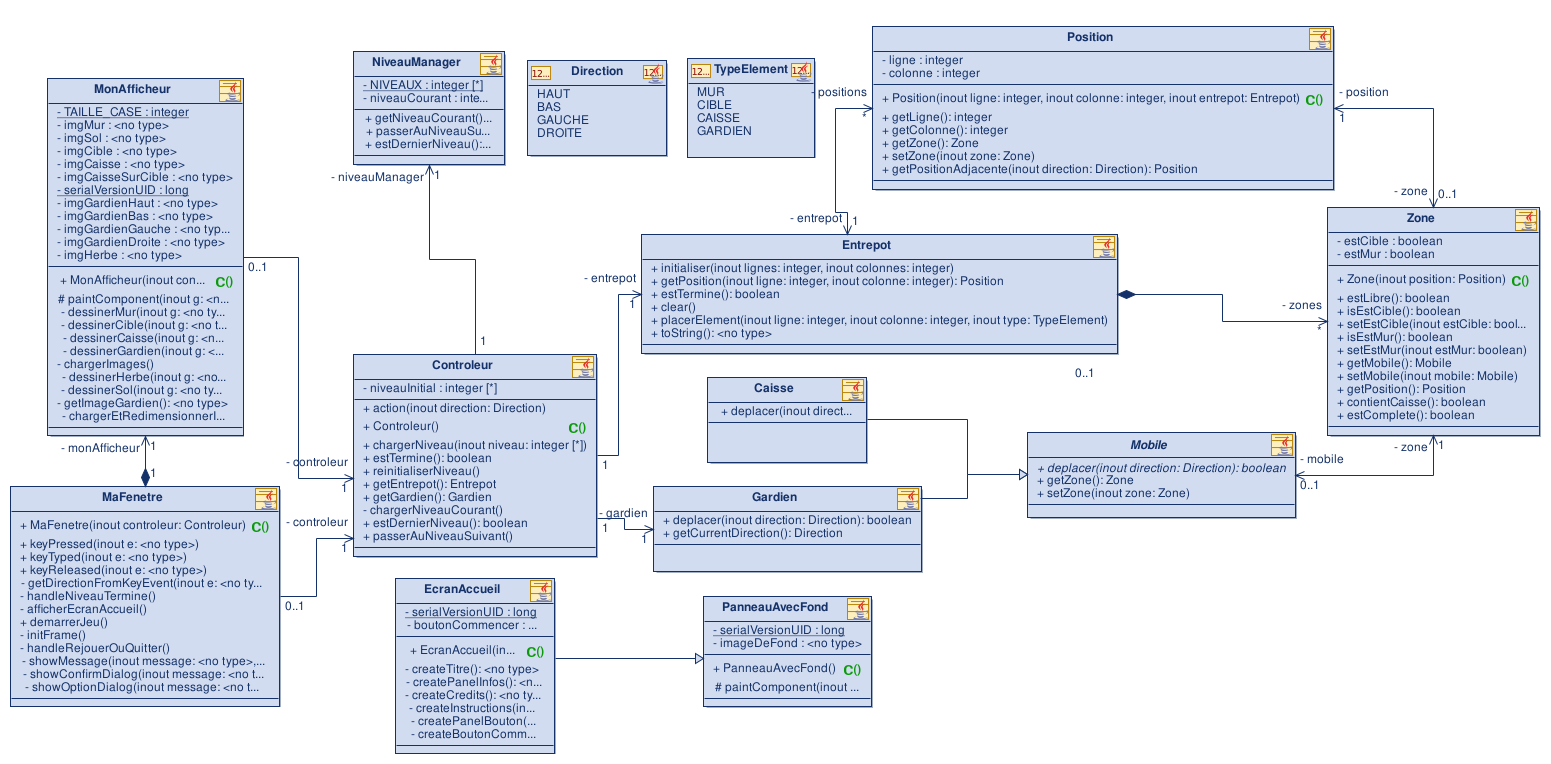 MonAfficheur
- TAILLE_CASE : integer
- imgMur : <no type>
- imgSol : <no type>
- imgCible : <no type>
- imgCaisse : <no type>
- imgCaisseSurCible : <no type>
- serialVersionUID : long
- imgGardienHaut : <no type>
- imgGardienBas : <no type>
- imgGardienGauche : <no typ...
- imgGardienDroite : <no type>
- imgHerbe : <no type>
+ MonAfficheur(inout con... C()
# paintComponent(inout g: <n...
- dessinerMur(inout g: <no ty...
- dessinerCible(inout g: <no t...
- dessinerCaisse(inout g: <n...
- dessinerGardien(inout g: <...
- chargerImages()
- dessinerHerbe(inout g: <no...
- dessinerSol(inout g: <no ty...
- getImageGardien(): <no type>
- chargerEtRedimensionnerI...
0..1
- monAfficheur
1
1
MaFenetre
+ MaFenetre(inout controleur: Controleur) C()
+ keyPressed(inout e: <no type>)
+ keyTyped(inout e: <no type>)
+ keyReleased(inout e: <no type>)
- getDirectionFromKeyEvent(inout e: <no ty...
- handleNiveauTermine()
- afficherEcranAccueil()
+ demarrerJeu()
- initFrame()
- handleRejouerOuQuitter()
- showMessage(inout message: <no type>,...
- showConfirmDialog(inout message: <no t...
- showOptionDialog(inout message: <no t...
0..1
NiveauManager
- NIVEAUX : integer [*]
- niveauCourant : inte...
+ getNiveauCourant()...
+ passerAuNiveauSu...
+ estDernierNiveau():...
- niveauManager
1
1
Direction
12...
12...
HAUT
BAS
GAUCHE
DROITE
TypeElement
12...
12...
MUR
CIBLE
CAISSE
GARDIEN
Position
- ligne : integer
- colonne : integer
+ Position(inout ligne: integer, inout colonne: integer, inout entrepot: Entrepot) C()
+ getLigne(): integer
+ getColonne(): integer
+ getZone(): Zone
+ setZone(inout zone: Zone)
+ getPositionAdjacente(inout direction: Direction): Position
- positions
*
- position
1
- zone
0..1
- entrepot
1
Entrepot
+ initialiser(inout lignes: integer, inout colonnes: integer)
+ getPosition(inout ligne: integer, inout colonne: integer): Position
+ estTermine(): boolean
+ clear()
+ placerElement(inout ligne: integer, inout colonne: integer, inout type: TypeElement)
+ toString(): <no type>
- entrepot
1
0..1
- zones
*
Zone
- estCible : boolean
- estMur : boolean
+ Zone(inout position: Position) C()
+ estLibre(): boolean
+ isEstCible(): boolean
+ setEstCible(inout estCible: bool...
+ isEstMur(): boolean
+ setEstMur(inout estMur: boolean)
+ getMobile(): Mobile
+ setMobile(inout mobile: Mobile)
+ getPosition(): Position
+ contientCaisse(): boolean
+ estComplete(): boolean
- zone
1
- mobile
0..1
Controleur
- niveauInitial : integer [*]
+ action(inout direction: Direction)
+ Controleur() C()
+ chargerNiveau(inout niveau: integer [*])
+ estTermine(): boolean
+ reinitialiserNiveau()
+ getEntrepot(): Entrepot
+ getGardien(): Gardien
- chargerNiveauCourant()
+ estDernierNiveau(): boolean
+ passerAuNiveauSuivant()
- controleur
1
- controleur
1
1
- gardien
1
1
Caisse
+ deplacer(inout direct...
Gardien
+ deplacer(inout direction: Direction): boolean
+ getCurrentDirection(): Direction
Mobile
+ deplacer(inout direction: Direction): boolean
+ getZone(): Zone
+ setZone(inout zone: Zone)
EcranAccueil
- serialVersionUID : long
- boutonCommencer : ...
+ EcranAccueil(in... C()
- createTitre(): <no type>
- createPanelInfos(): <n...
- createCredits(): <no ty...
- createInstructions(in...
- createPanelBouton(...
- createBoutonComm...
PanneauAvecFond
- serialVersionUID : long
- imageDeFond : <no type>
+ PanneauAvecFond() C()
# paintComponent(inout ...